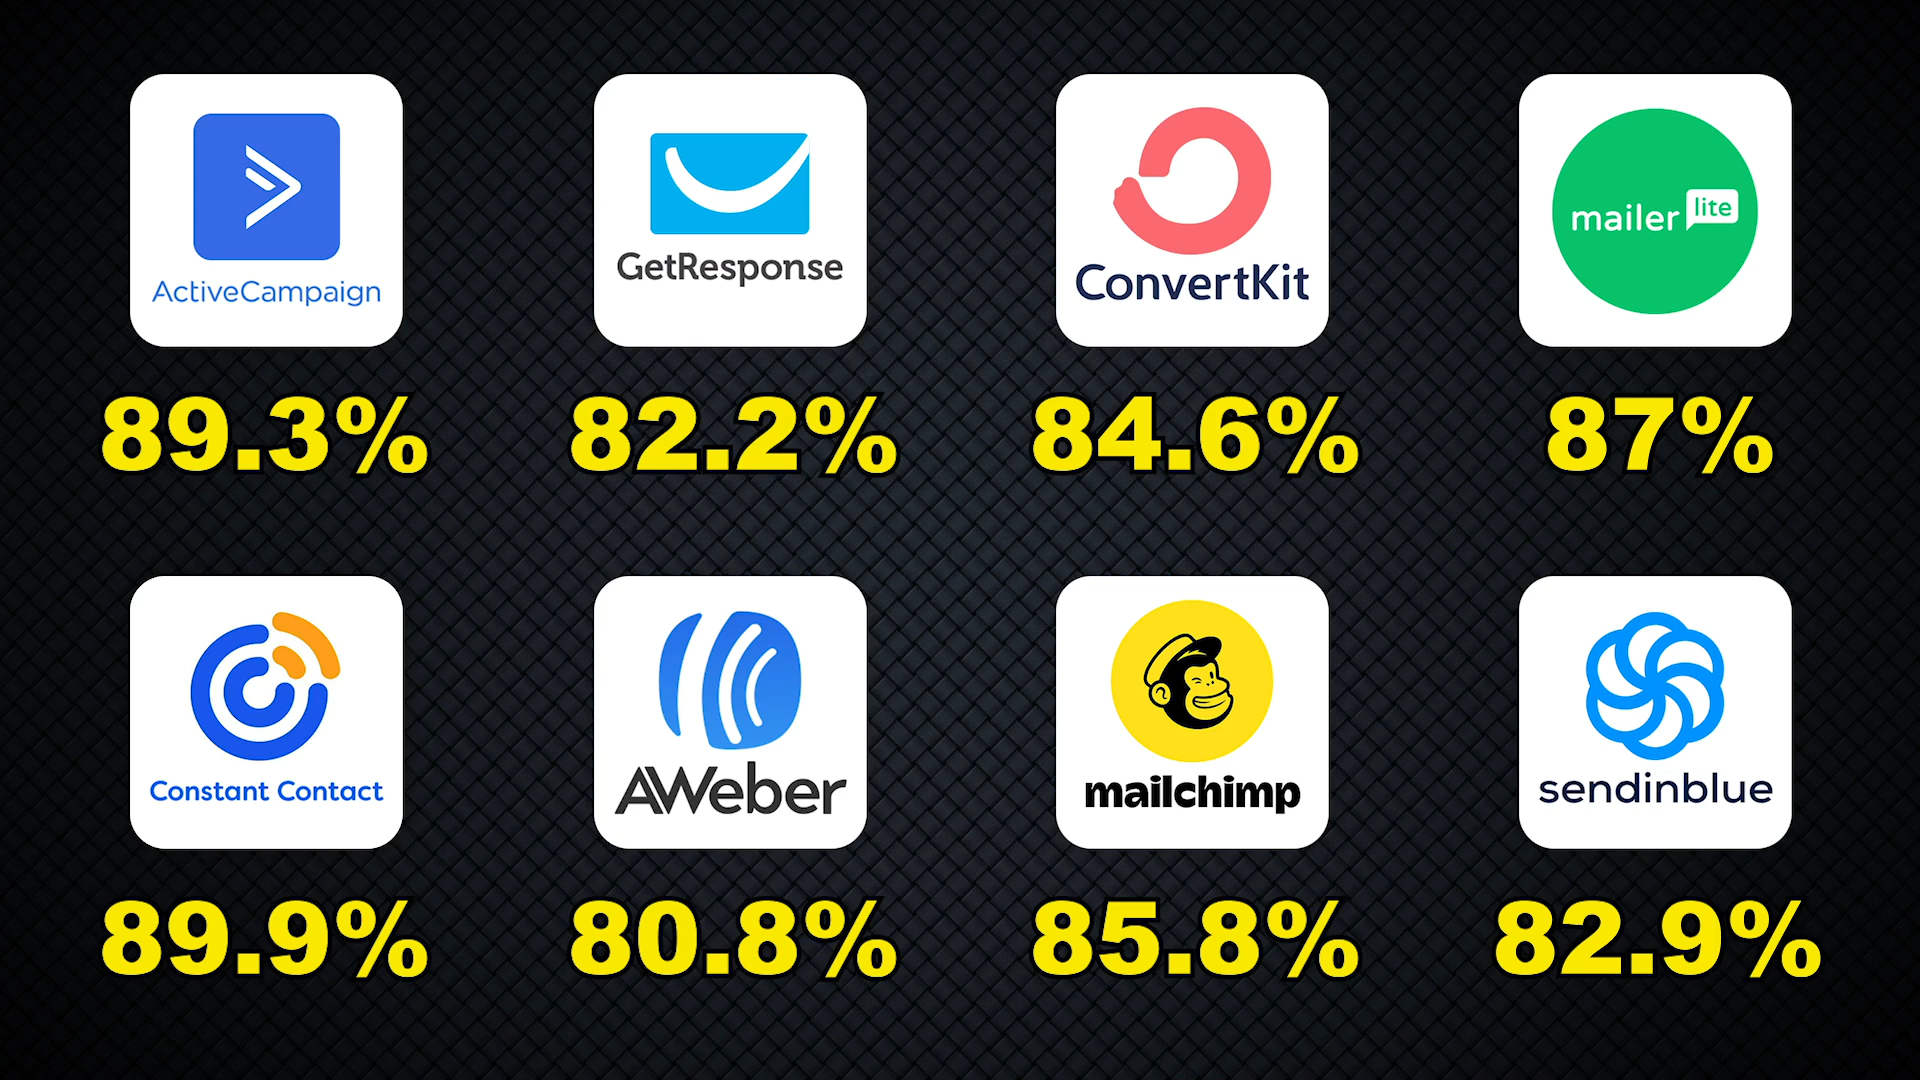 ActiveCampaign
GetResponse
ConvertKit
mailer lite
89.3%
82.2%
84.6%
87%
Constant Contact
AWeber
mailchimp
sendinblue
89.9%
80.8%
85.8%
82.9%